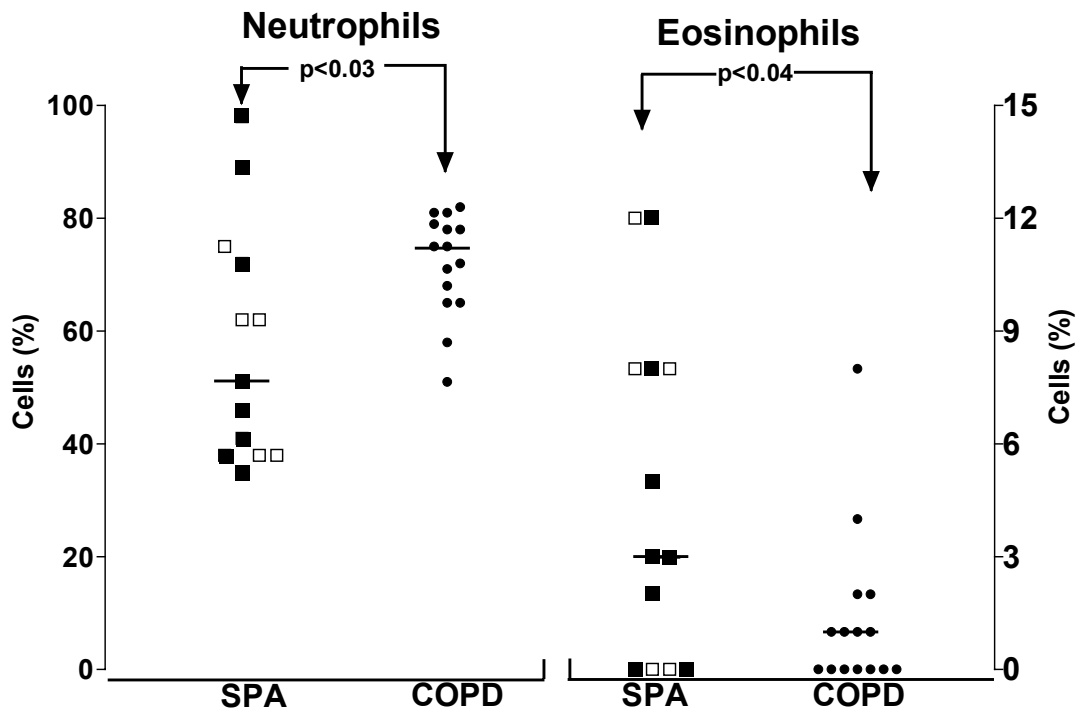 Neutrophils
Eosinophils
p<0.03
p<0.04
100
80
60
40
20
0
Cells (%)
15
12
9
6
3
0
Cells (%)
SPA
COPD
SPA
COPD